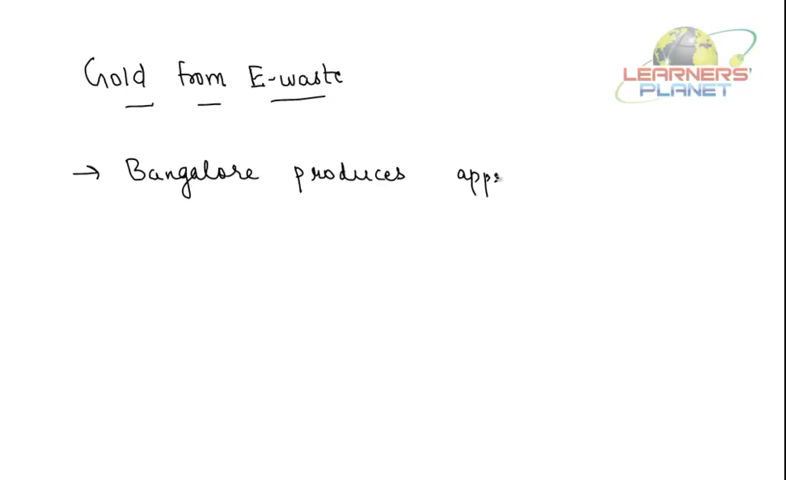 Gold from E-waste
LEARNERS'
PLANET
→ Bangalore produces